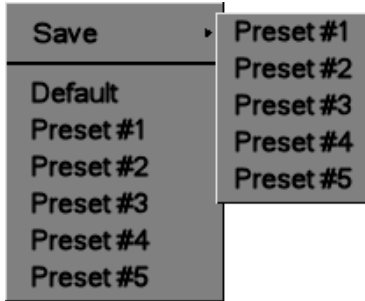 Save
Default
Preset #1
Preset #2
Preset #3
Preset #4
Preset #5
Preset #1
Preset #2
Preset #3
Preset #4
Preset #5